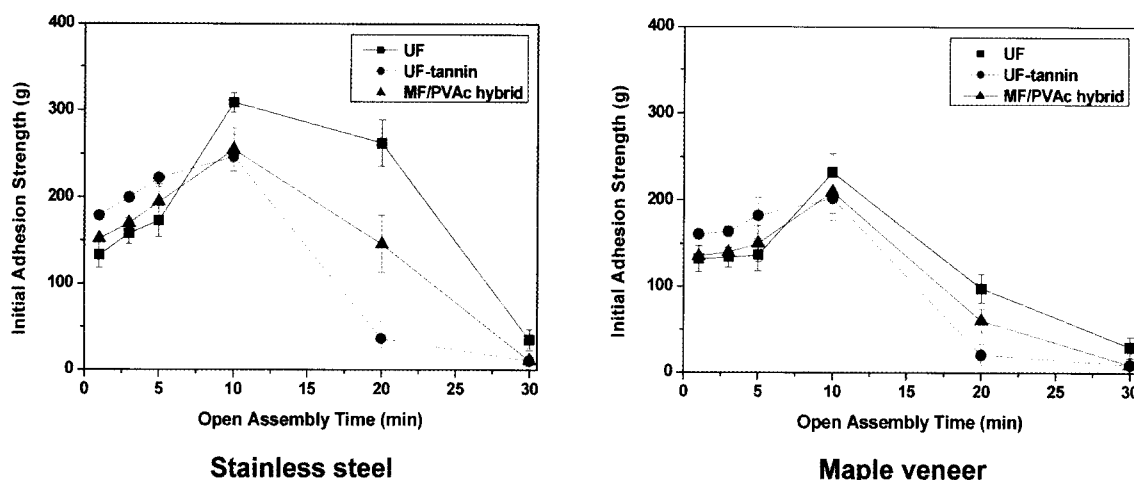 400
300
200
100
0
Initial Adhesion Strength (g)
UF
UF-tannin
MF/PVAc hybrid
0 5 10 15 20 25 30
Open Assembly Time (min)
Stainless steel
400
300
200
100
0
Initial Adhesion Strength (g)
UF
UF-tannin
MF/PVAc hybrid
0 5 10 15 20 25 30
Open Assembly Time (min)
Maple veneer